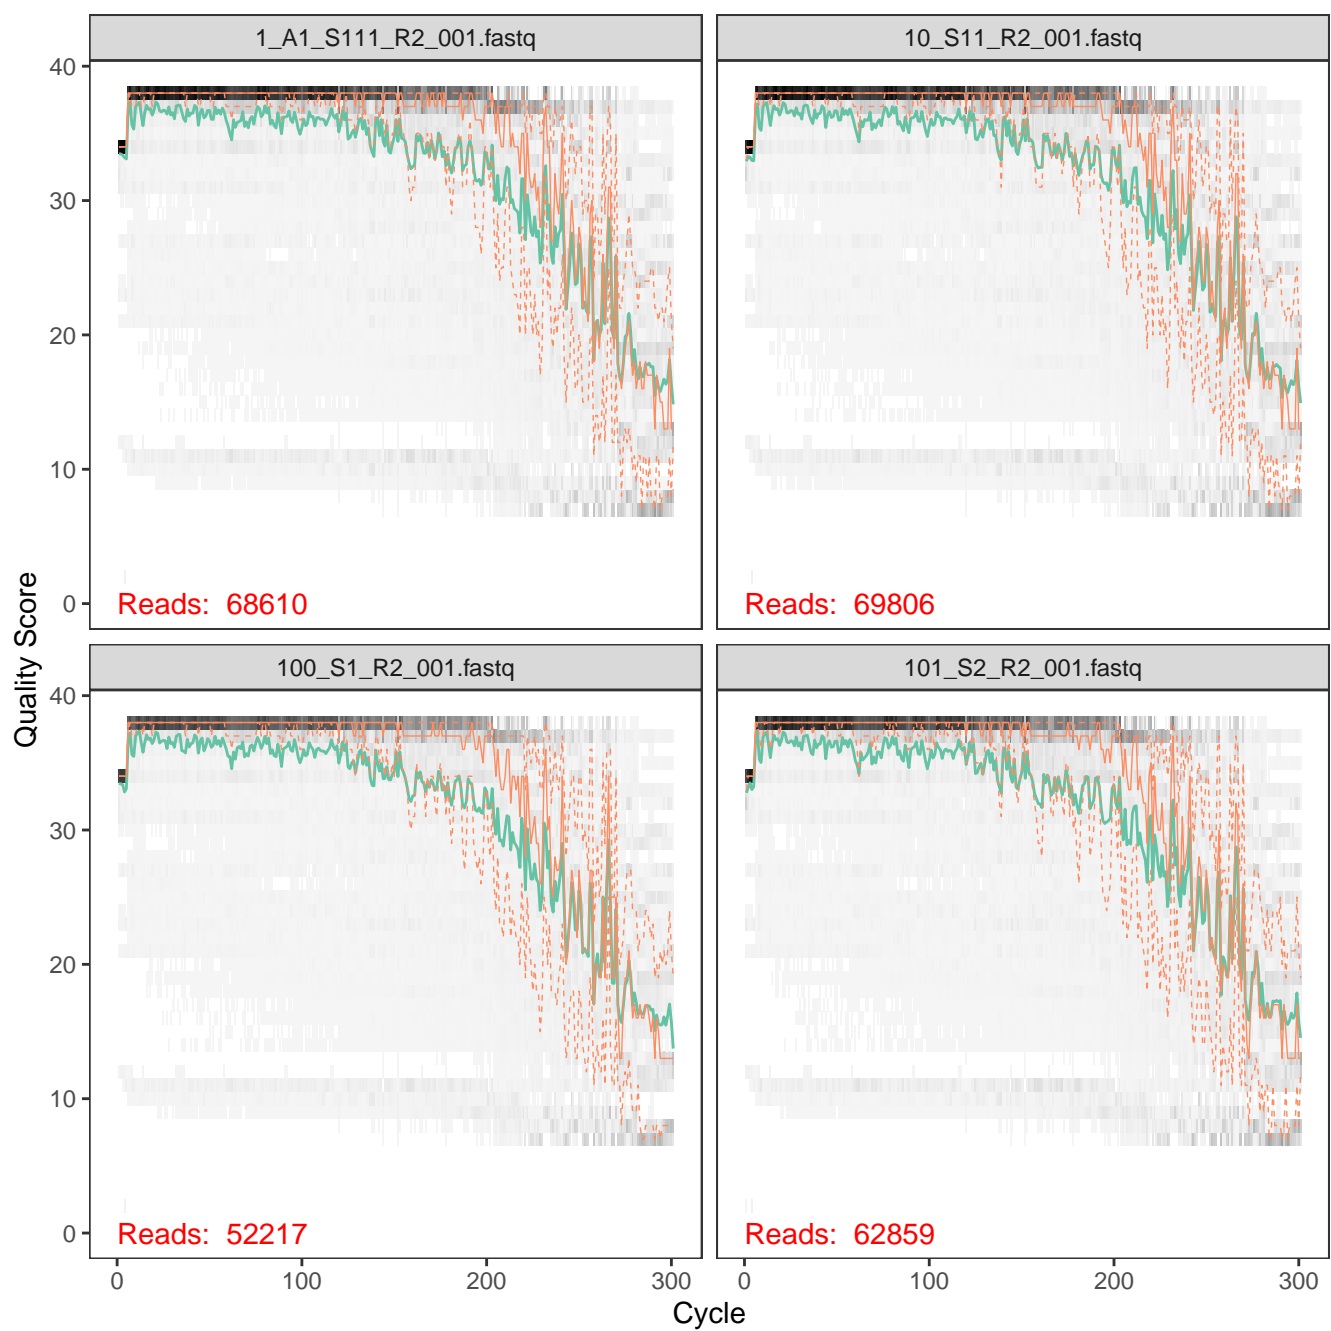 1_A1_S111_R2_001.fastq
10_S11_R2_001.fastq
40
30
20
10
0
Reads: 68610
Reads: 69806
Quality Score
100_S1_R2_001.fastq
101_S2_R2_001.fastq
40
30
20
10
0
Reads: 52217
Reads: 62859
0 100 200 300
0 100 200 300
Cycle